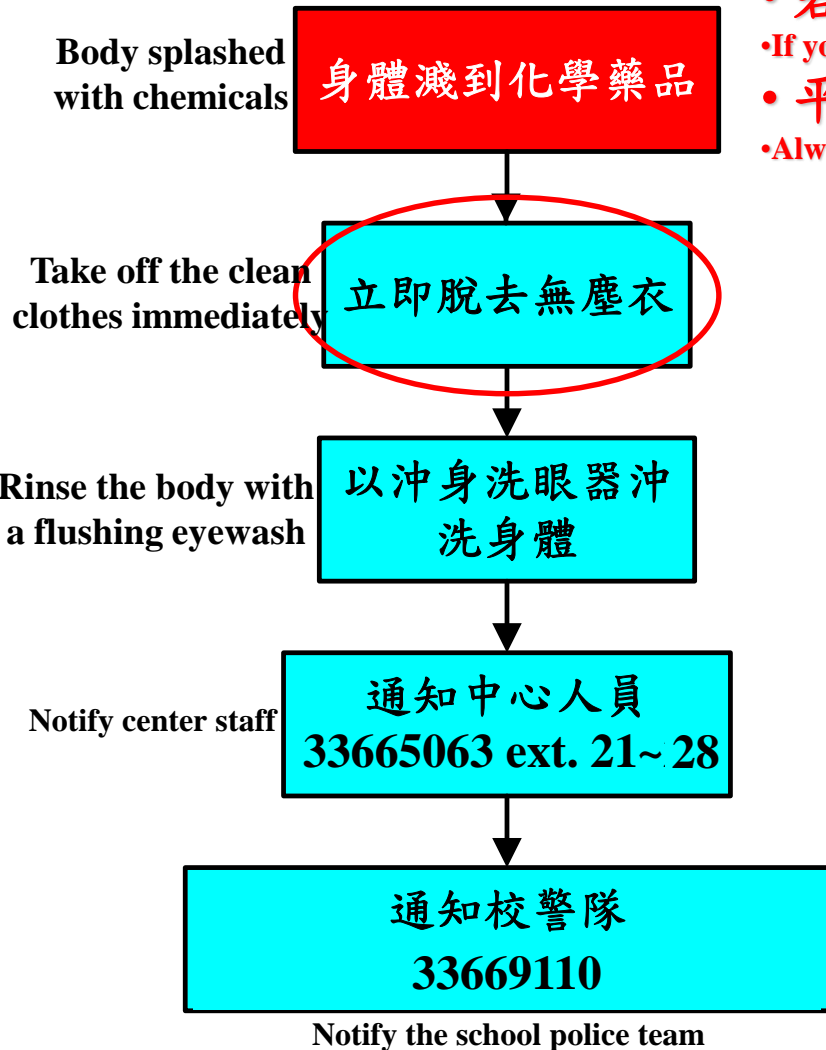 Body splashed
with chemicals
身體濺到化學藥品
•If yo
• 平
Take off the clean
clothes immediately
立即脫去無塵衣
Rinse the body with
a flushing eyewash
以沖身洗眼器沖
洗身體
Notify center staff
通知中心人員
33665063 ext. 21~28
通知校警隊
33669110
Notify the school police team